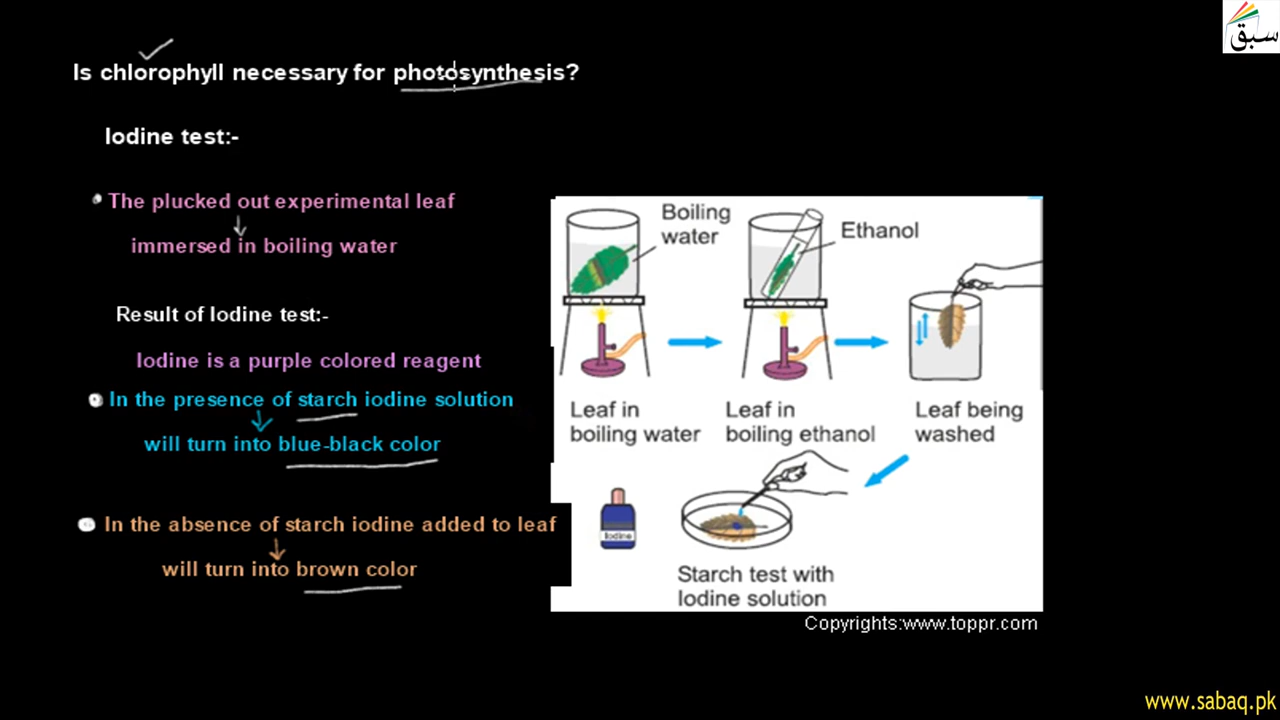 سبق
Is chlorophyll necessary for photosynthesis?
Iodine test:-
The plucked out experimental leaf
immersed in boiling water
Result of Iodine test:-
Iodine is a purple colored reagent
In the presence of starch iodine solution
will turn into blue-black color
In the absence of starch iodine added to leaf
will turn into brown color
Boiling
water
Ethanol
Leaf in
boiling water
Leaf in
boiling ethanol
Leaf being
washed
Iodine
Starch test with
Iodine solution
Copyrights:www.toppr.com
www.sabaq.pk